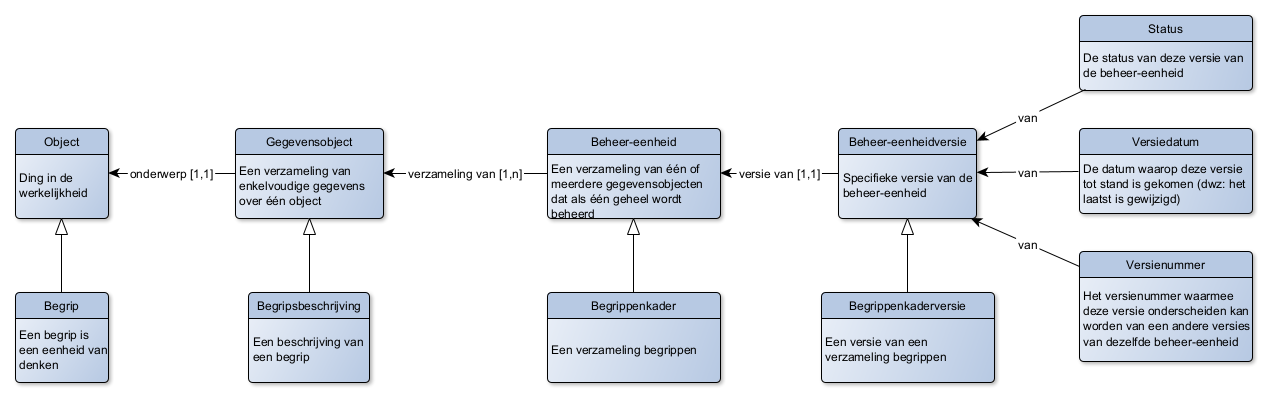 Status
De status van deze versie van
de beheer-eenheid
van
Object
Ding in de
werkelijkheid
onderwerp [1,1]
Gegevensobject
Een verzameling van
enkelvoudige gegevens
over één object
verzameling van [1,n]
Beheer-eenheid
Een verzameling van één of
meerdere gegevensobjecten
dat als één geheel wordt
beheerd
versie van [1,1]
Beheer-eenheidversie
Specifieke versie van de
beheer-eenheid
van
Versiedatum
De datum waarop deze versie
tot stand is gekomen (dwz: het
laatst is gewijzigd)
van
Versienummer
Het versienummer waarmee
deze versie onderscheiden kan
worden van een andere versies
van dezelfde beheer-eenheid
Begrip
Een begrip is
een eenheid van
denken
Begripsbeschrijving
Een beschrijving van
een begrip
Begrippenkader
Een verzameling begrippen
Begrippenkaderversie
Een versie van een
verzameling begrippen